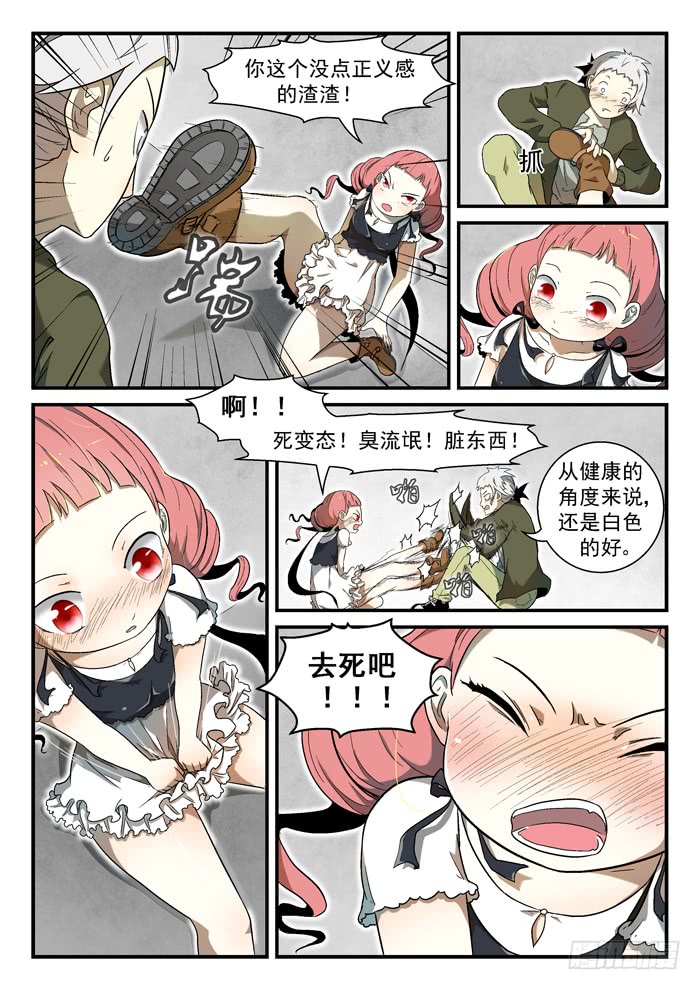 你这个没点正义感
的渣渣！
踹
抓
啊！！
死变态！臭流氓！脏东西！
啪
啪
啪
啪
从健康的
角度来说，
还是白色
的好。
去死吧
！！！